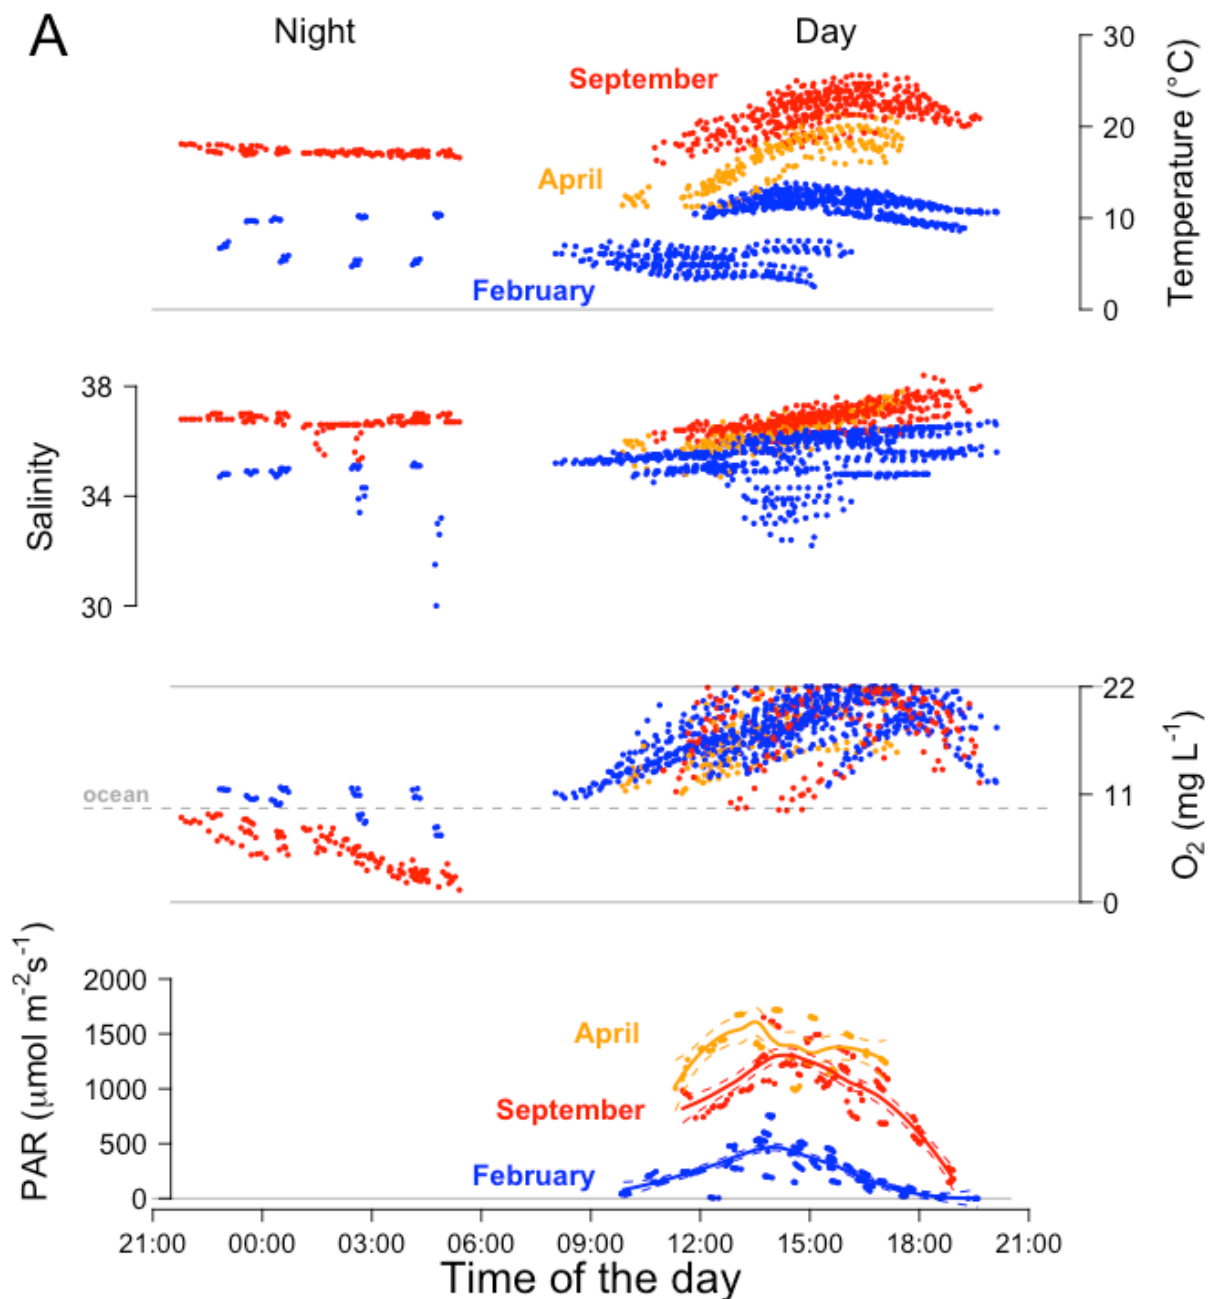 A
Night
Day
September
April
February
30
20
10
0
Temperature (°C)
38
34
30
Salinity
ocean
22
11
0
O₂ (mg L⁻¹)
2000
1500
1000
500
0
PAR (μmol m⁻²s⁻¹)
April
September
February
21:00 00:00 03:00 06:00 09:00 12:00 15:00 18:00 21:00
Time of the day